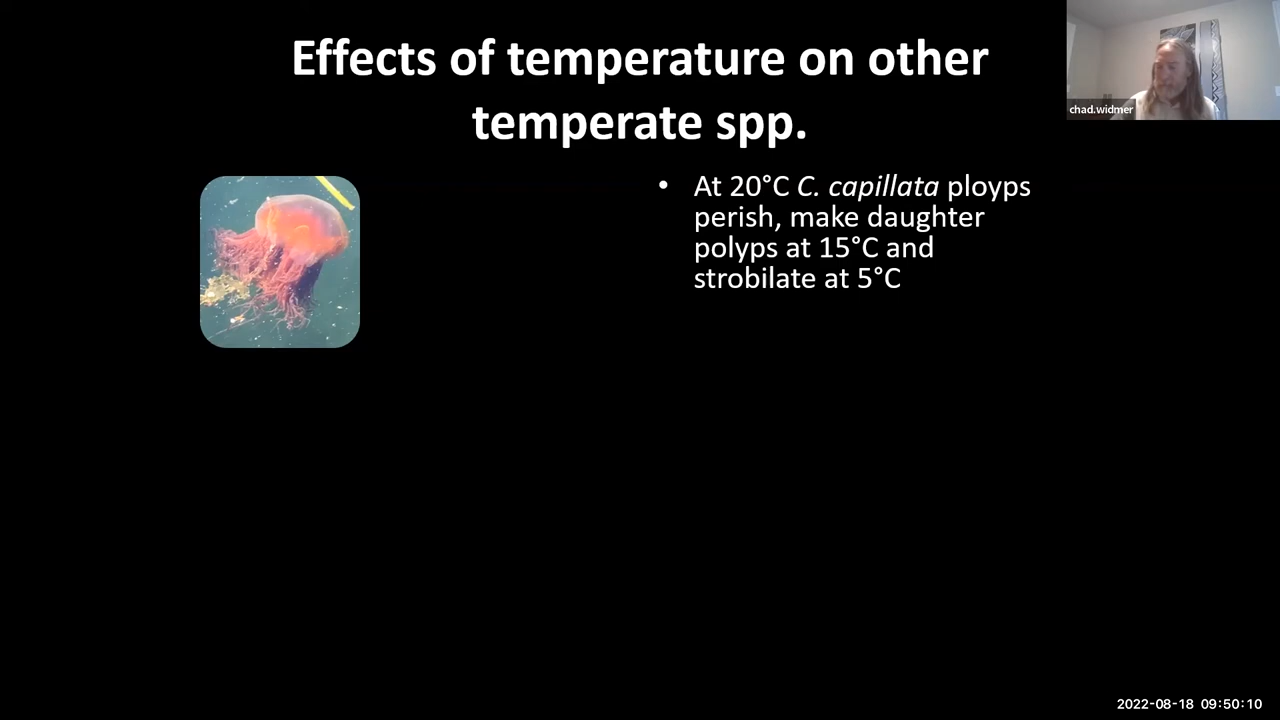 Effects of temperature on other
temperate spp.
chad.widmer
• At 20°C C. capillata ployps
perish, make daughter
polyps at 15°C and
strobilate at 5°C
2022-08-18 09:50:10